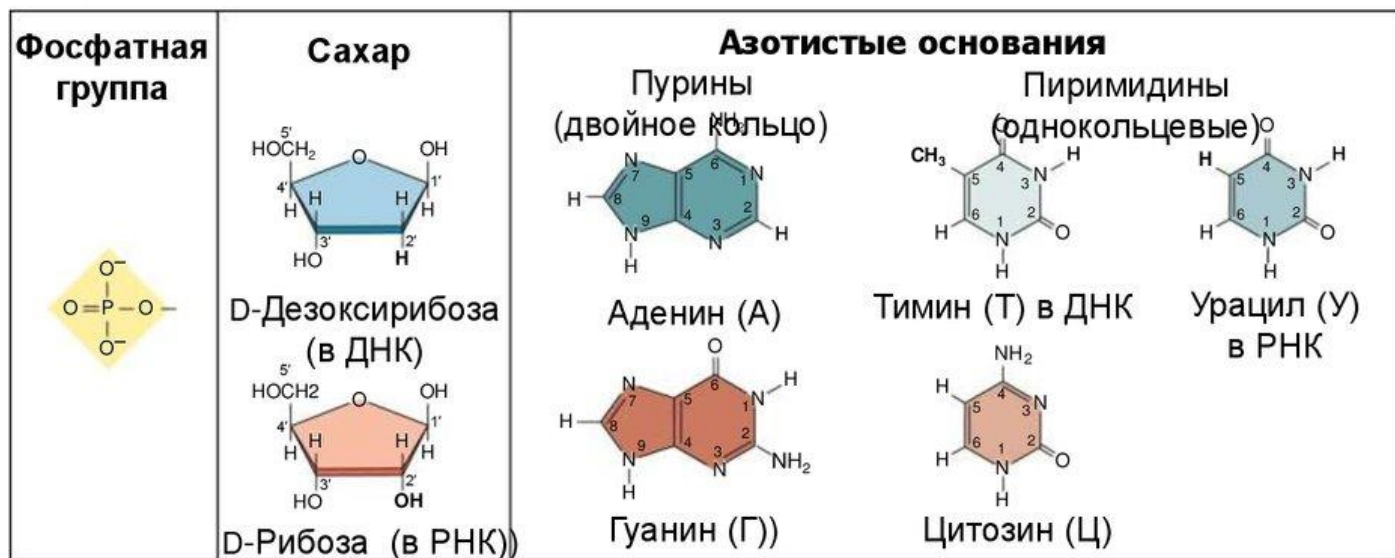 Фосфатная
группа
Сахар
Азотистые основания
Пурины
(двойное кольцо)
Пиримидины
(однокольцевые)
O⁻
O=P–O–
O⁻
5'
HOCH₂
O
OH
4'
1'
H
H
H
H
3'
2'
HO
H
D-Дезоксирибоза
(в ДНК)
5'
HOCH2
O
OH
4'
1'
H
H
H
H
3'
2'
HO
OH
D-Рибоза (в РНК))
NH₂
N
7
5
6
1
N
H
8
2
N
9
4
3
N
H
H
Аденин (А)
O
CH₃
4
N
H
5
3
6
1
2
H
N
O
H
Тимин (Т) в ДНК
O
H
4
N
H
5
3
6
1
2
H
N
O
H
Урацил (У)
в РНК
O
N
7
5
6
1
N
H
H
8
2
N
9
4
3
N
NH₂
H
Гуанин (Г)
NH₂
H
4
N
5
3
6
1
2
H
N
O
H
Цитозин (Ц)